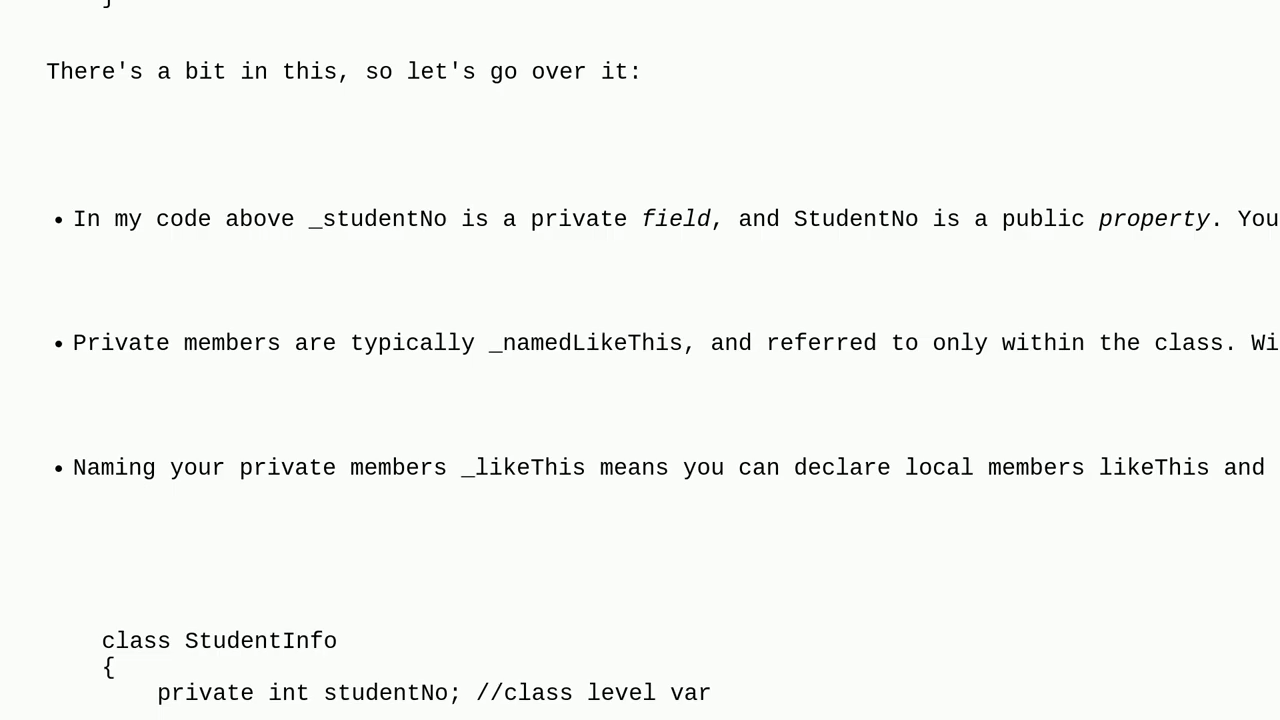 }
There's a bit in this, so let's go over it:
• In my code above _studentNo is a private field, and StudentNo is a public property. You
• Private members are typically _namedLikeThis, and referred to only within the class. Wi
• Naming your private members _likeThis means you can declare local members likeThis and
class StudentInfo
{
private int studentNo; //class level var